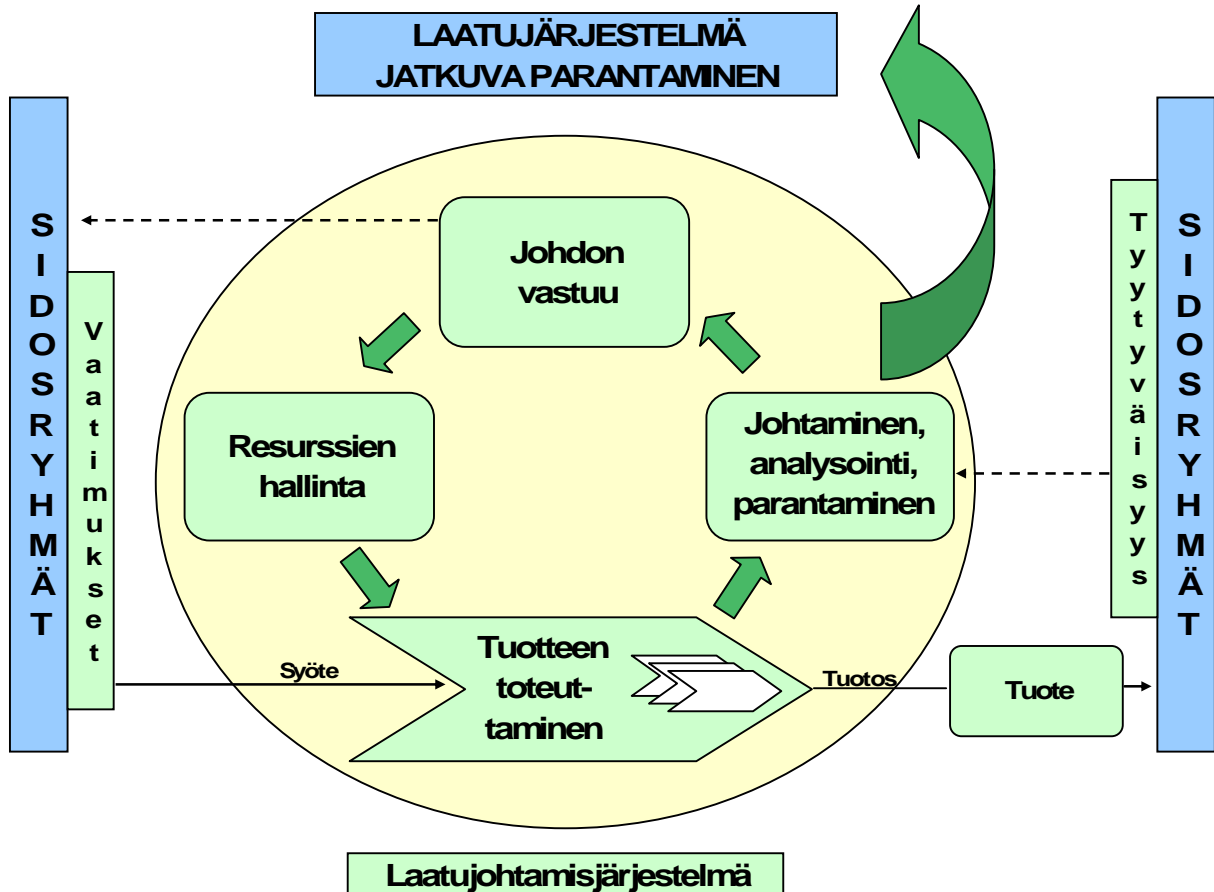 LAATUJÄRJESTELMÄ
JATKUVA PARANTAMINEN
SIDOSRYHMÄT
Vaatimukset
Johdon
vastuu
Resurssien
hallinta
Johtaminen,
analysointi,
parantaminen
Tyytyväisyys
SIDOSRYHMÄT
Syöte
Tuotteen
toteut-
taminen
Tuotos
Tuote
Laatujohtamisjärjestelmä